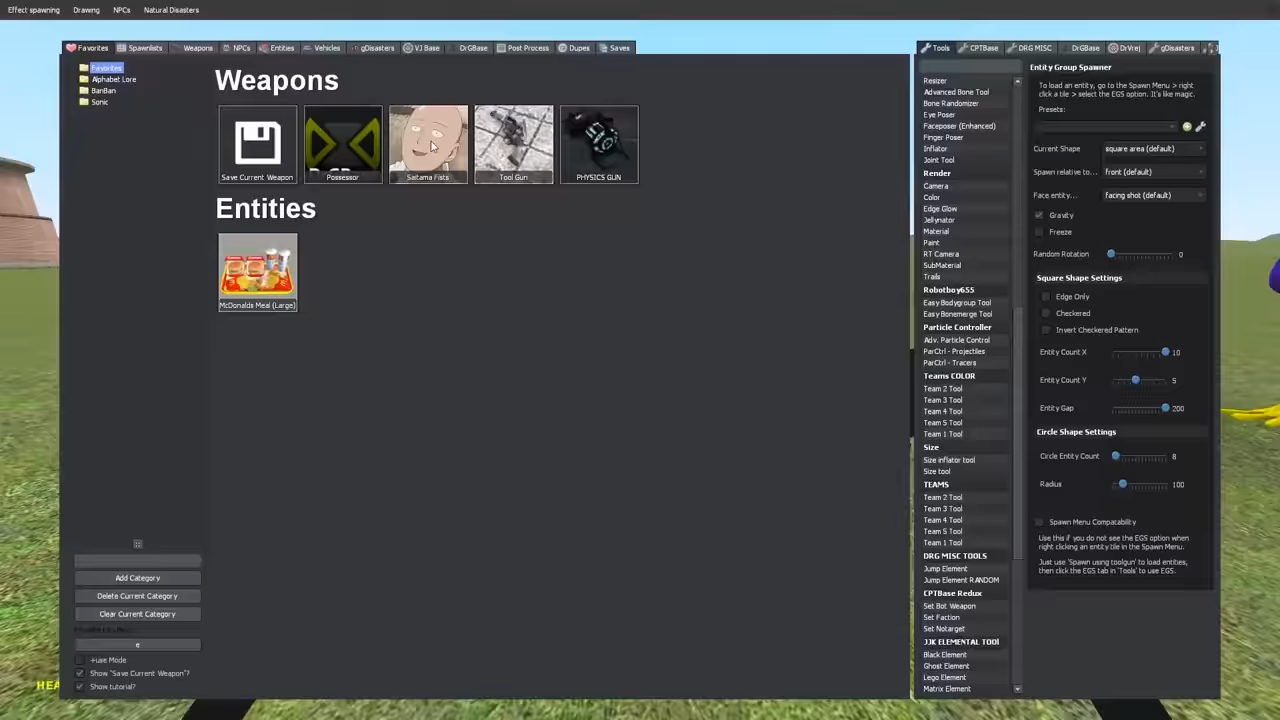 Effect spawning Drawing NPCs Natural Disasters
Favorites Spawnlists Weapons NPCs Entities Vehicles gDisasters VJ Base DrGBase Post Process Dupes Saves
Favorites
Alphabet Lore
BanBan
Sonic
Weapons
Save Current Weapon Possessor Saitama Fists Tool Gun PHYSICS GUN
Entities
McDonalds Meal (Large)
Add Category
Delete Current Category
Clear Current Category
e
+use Mode
Show "Save Current Weapon"?
Show tutorial?
HEA
Tools CPTBase DRG MISC DrGBase DrVrej gDisasters
Resizer
Advanced Bone Tool
Bone Randomizer
Eye Poser
Faceposer (Enhanced)
Finger Poser
Inflator
Joint Tool
Render
Camera
Color
Edge Glow
Jellynator
Material
Paint
RT Camera
SubMaterial
Trails
Robotboy655
Easy Bodygroup Tool
Easy Bonemerge Tool
Particle Controller
Adv. Particle Control
ParCtrl - Projectiles
ParCtrl - Tracers
Teams COLOR
Team 2 Tool
Team 3 Tool
Team 4 Tool
Team 5 Tool
Team 1 Tool
Size
Size inflator tool
Size tool
TEAMS
Team 2 Tool
Team 3 Tool
Team 4 Tool
Team 5 Tool
Team 1 Tool
DRG MISC TOOLS
Jump Element
Jump Element RANDOM
CPTBase Redux
Set Bot Weapon
Set Faction
Set Notarget
JJK ELEMENTAL TOOl
Black Element
Ghost Element
Lego Element
Matrix Element
Entity Group Spawner
To load an entity, go to the Spawn Menu > right
click a tile > select the EGS option. It's like magic.
Presets:
Current Shape square area (default)
Spawn relative to... front (default)
Face entity... facing shot (default)
Gravity
Freeze
Random Rotation 0
Square Shape Settings
Edge Only
Checkered
Invert Checkered Pattern
Entity Count X 10
Entity Count Y 5
Entity Gap 200
Circle Shape Settings
Circle Entity Count 8
Radius 100
Spawn Menu Compatability
Use this if you do not see the EGS option when
right clicking an entity tile in the Spawn Menu.
Just use 'Spawn using toolgun' to load entities,
then click the EGS tab in 'Tools' to use EGS.